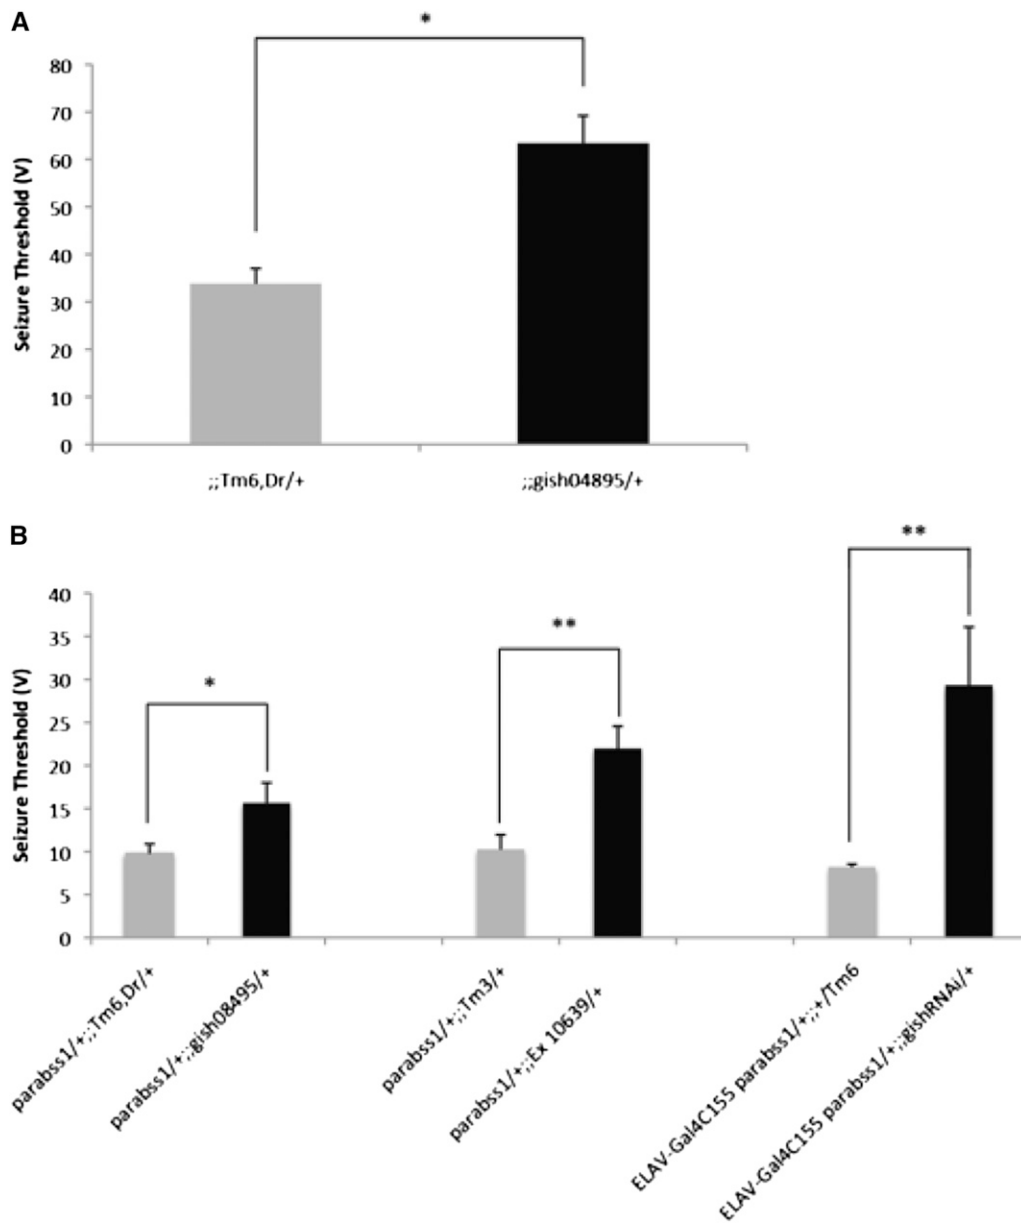 A
*
Seizure Threshold (V)
80
70
60
50
40
30
20
10
0
;;Tm6,Dr/+
;;gish04895/+
B
**
**
*
Seizure Threshold (V)
40
35
30
25
20
15
10
5
0
parabss1/+;;Tm6,Dr/+
parabss1/+;;gish08495/+
parabss1/+;;Tm3/+
parabss1/+;;Ex 10639/+
ELAV-Gal4C155 parabss1/+;;+/Tm6
ELAV-Gal4C155 parabss1/+;;gishRNAi/+